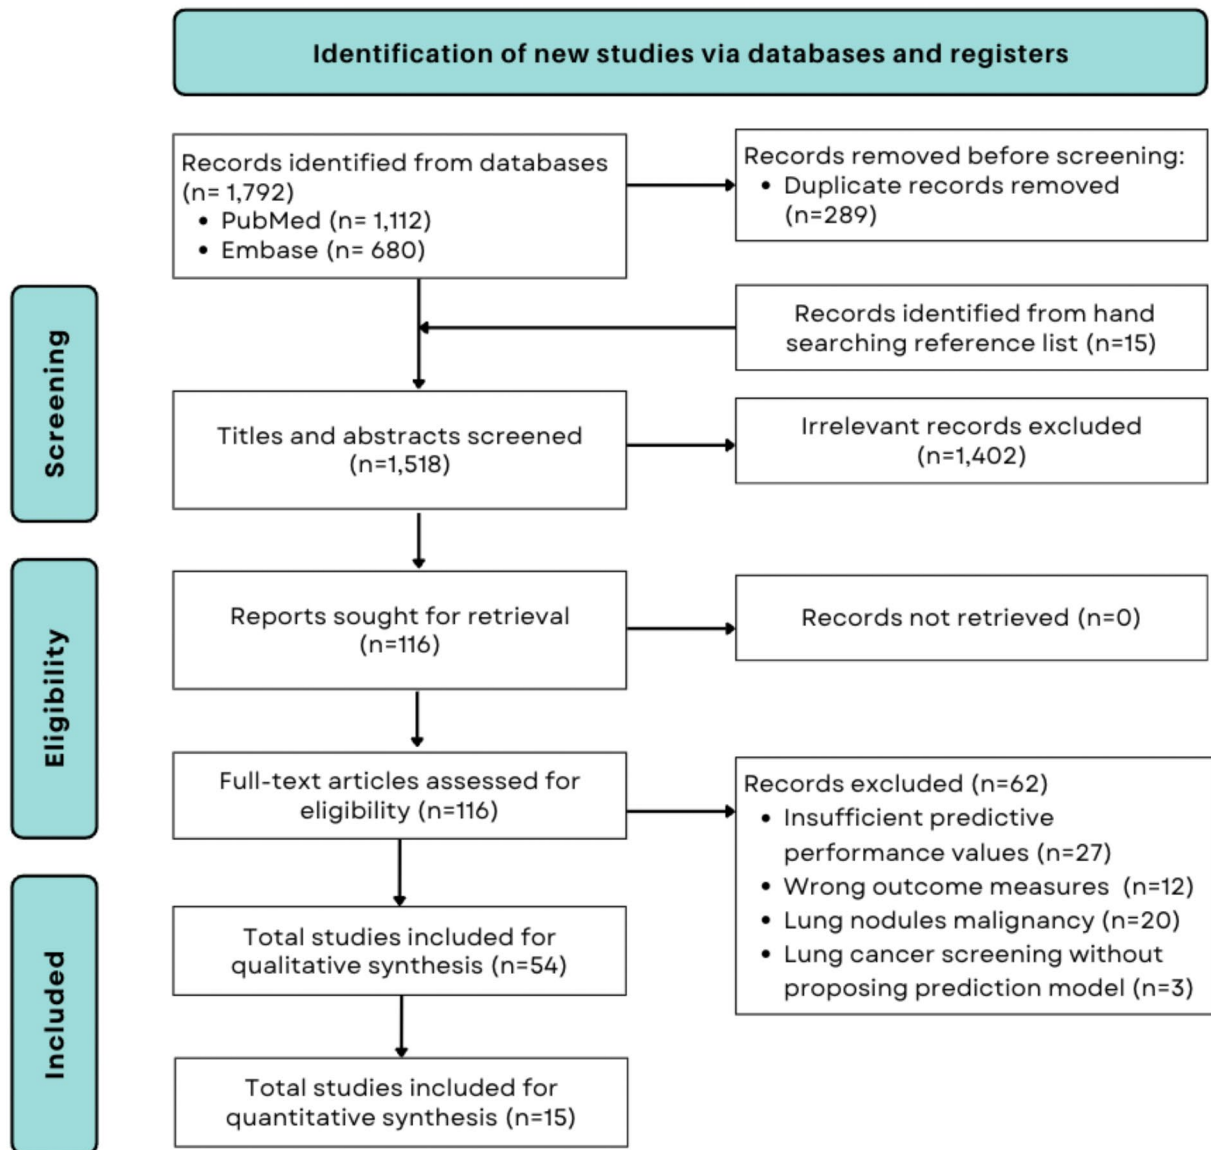 Identification of new studies via databases and registers
Records identified from databases
(n= 1,792)
• PubMed (n= 1,112)
• Embase (n= 680)
Records removed before screening:
• Duplicate records removed
(n=289)
Records identified from hand
searching reference list (n=15)
Screening
Titles and abstracts screened
(n=1,518)
Irrelevant records excluded
(n=1,402)
Eligibility
Reports sought for retrieval
(n=116)
Records not retrieved (n=0)
Full-text articles assessed for
eligibility (n=116)
Records excluded (n=62)
• Insufficient predictive
performance values (n=27)
• Wrong outcome measures (n=12)
• Lung nodules malignancy (n=20)
• Lung cancer screening without
proposing prediction model (n=3)
Included
Total studies included for
qualitative synthesis (n=54)
Total studies included for
quantitative synthesis (n=15)